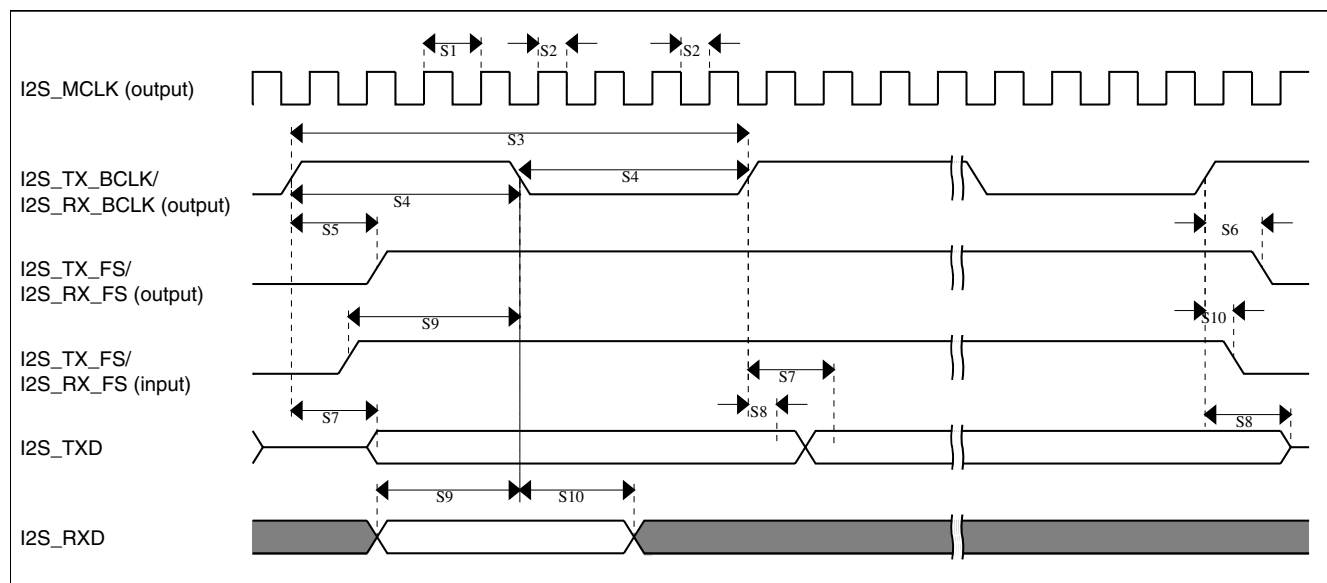 S1
S2
S2
I2S_MCLK (output)
S3
I2S_TX_BCLK/
I2S_RX_BCLK (output)
S4
S4
S5
S6
I2S_TX_FS/
I2S_RX_FS (output)
S9
S10
I2S_TX_FS/
I2S_RX_FS (input)
S7
S7
S8
S8
I2S_TXD
S9
S10
I2S_RXD